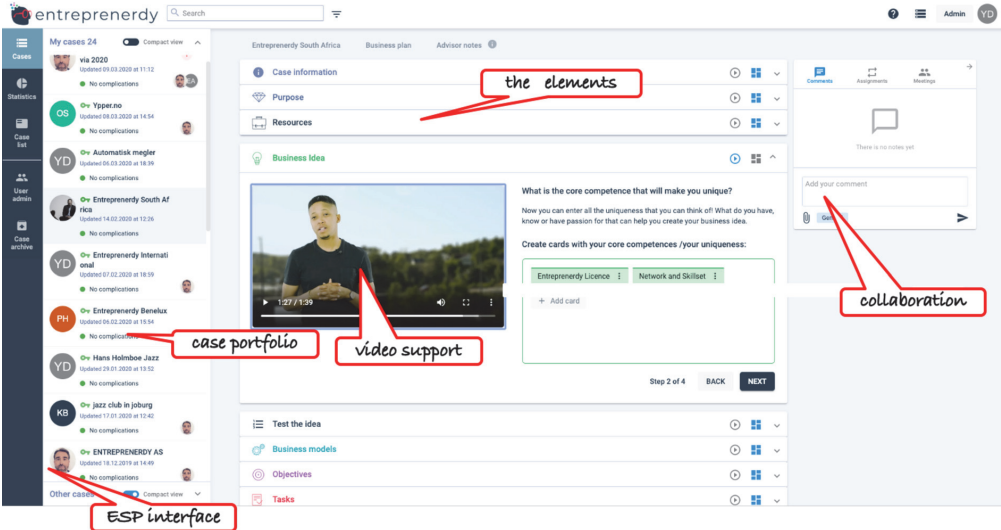 entreprenerdy
Search
Admin
YD
Cases
Statistics
Case
list
User
admin
Case
archive
My cases 24
Compact view
via 2020
Updated 09.03.2020 at 11:12
No complications
OS
Ypper.no
Updated 08.03.2020 at 14:54
No complications
YD
Automatisk megler
Updated 06.03.2020 at 18:39
No complications
Entreprenerdy South Af
rica
Updated 14.02.2020 at 12:26
No complications
YD
Entreprenerdy Internati
onal
Updated 07.02.2020 at 18:59
No complications
PH
Entreprenerdy Benelux
Updated 06.02.2020 at 15:54
No complications
YD
Hans Holmboe Jazz
Updated 29.01.2020 at 13:52
No complications
KB
jazz club in joburg
Updated 17.01.2020 at 12:42
No complications
ENTREPRENERDY AS
Updated 18.12.2019 at 14:49
No complications
Other cases
Compact view
case portfolio
ESP interface
Entreprenerdy South Africa
Business plan
Advisor notes
Case information
Purpose
Resources
the elements
Business Idea
1:27 / 1:39
video support
What is the core competence that will make you unique?
Now you can enter all the uniqueness that you can think of! What do you have,
know or have passion for that can help you create your business idea.
Create cards with your core competences /your uniqueness:
Entreprenerdy Licence
Network and Skillset
+ Add card
Step 2 of 4
BACK
NEXT
Test the idea
Business models
Objectives
Tasks
Comments
Assignments
Meetings
There is no notes yet
Add your comment
collaboration